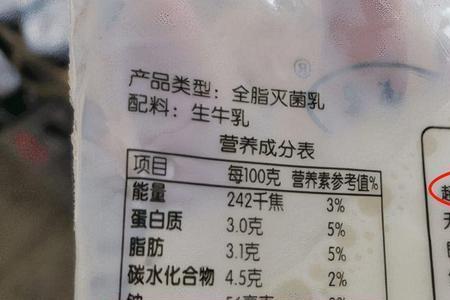 产品类型：全脂灭菌乳
配料：生牛乳
营养成分表
项目 每100克 营养素参考值%
能量 242千焦 3%
蛋白质 3.0克 5%
脂肪 3.1克 5%
碳水化合物 4.5克 2%